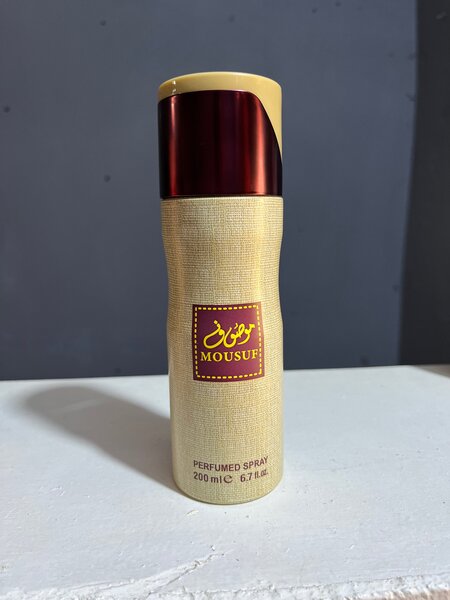 موصوف
MOUSUF
PERFUMED SPRAY
200 ml ℮ 6.7 fl.oz.